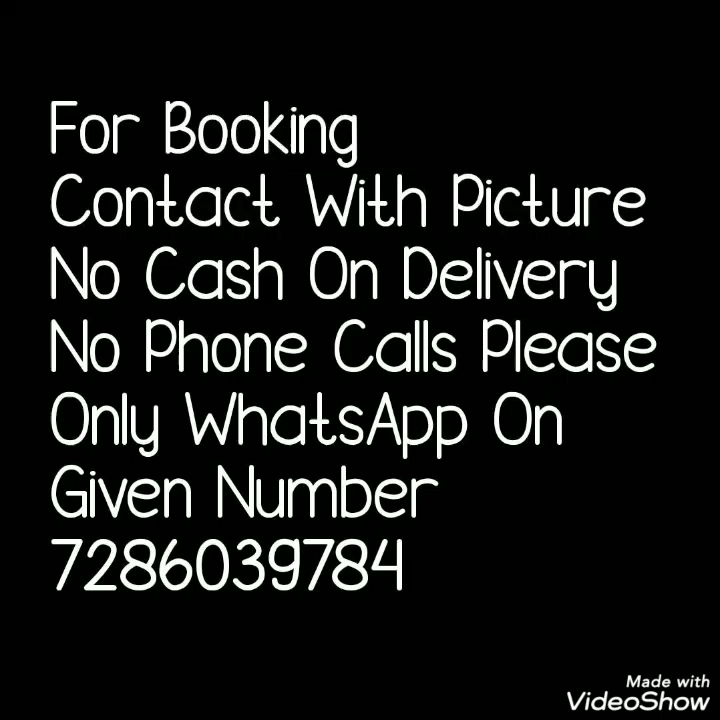 For Booking
Contact With Picture
No Cash On Delivery
No Phone Calls Please
Only WhatsApp On
Given Number
7286039784
Made with
VideoShow